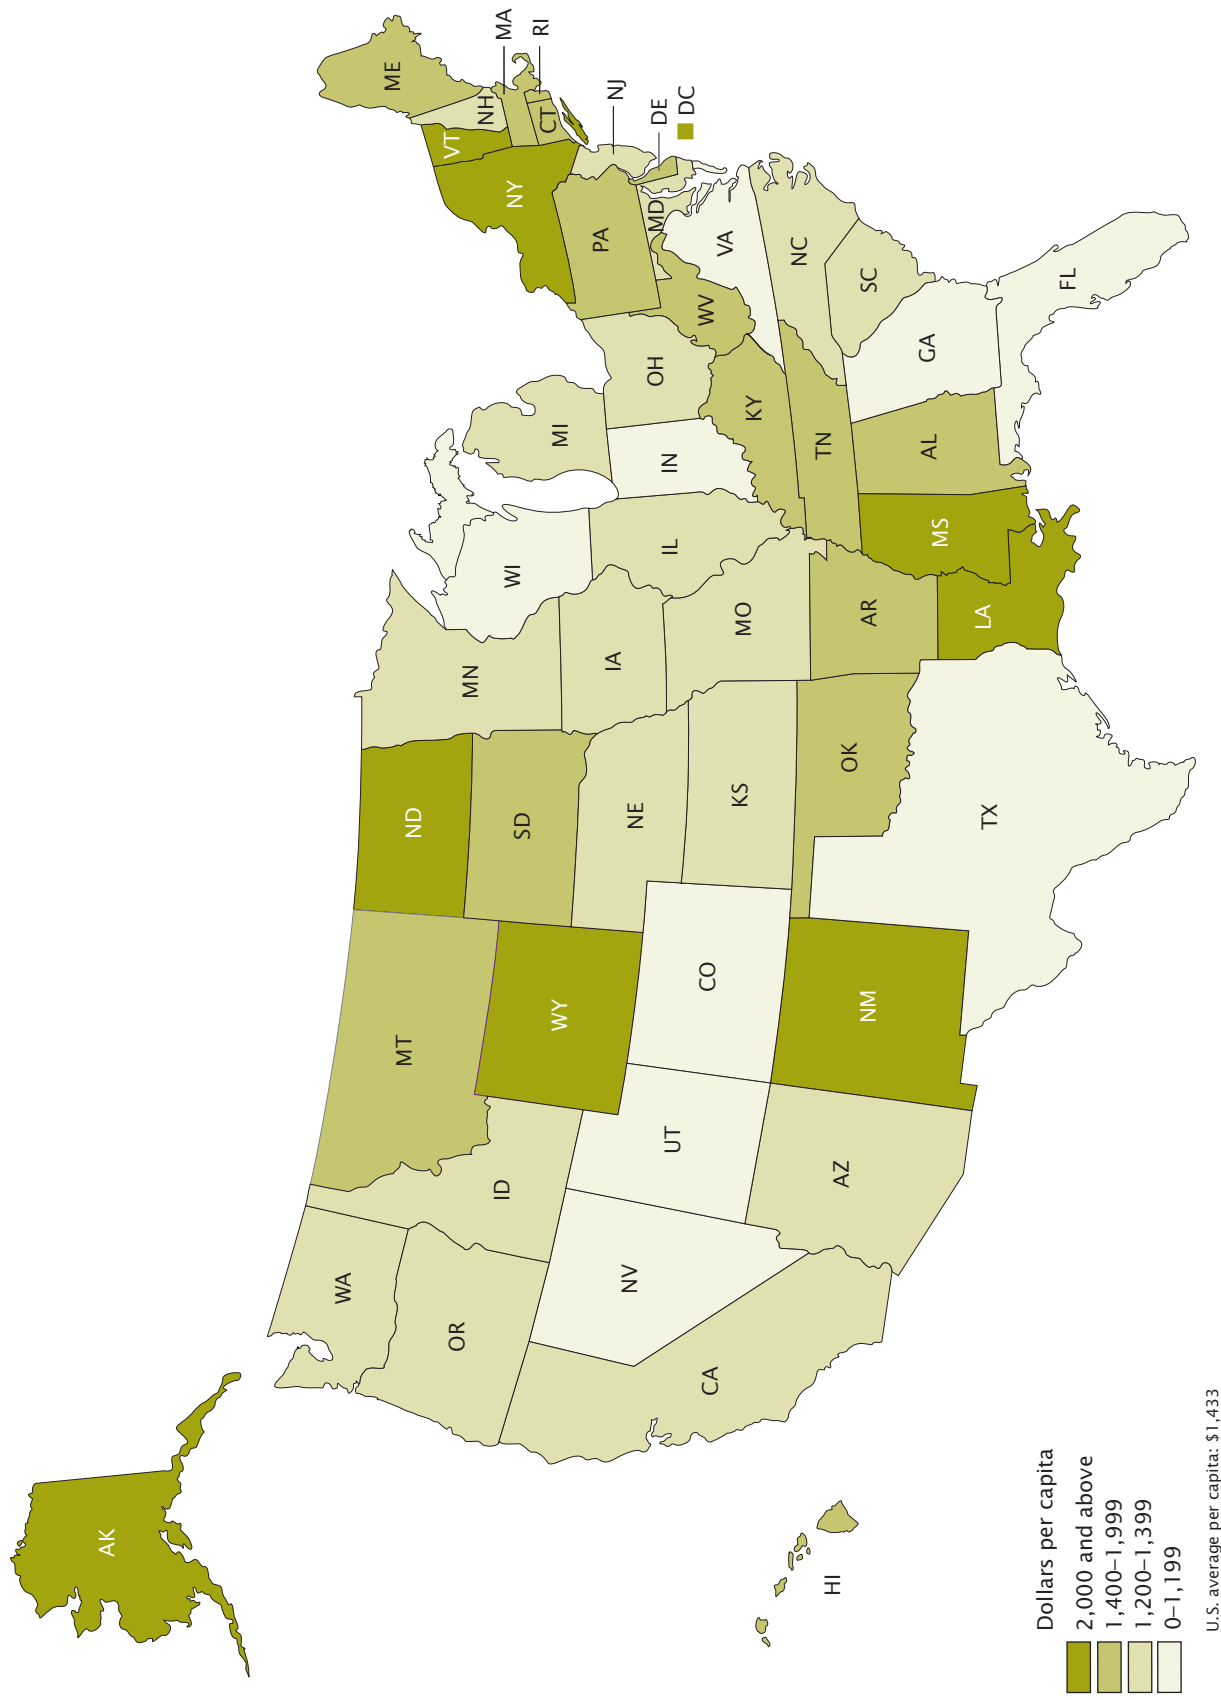 AK
HI
WA
OR
CA
ID
NV
MT
WY
UT
AZ
CO
NM
ND
SD
NE
KS
OK
TX
MN
IA
MO
AR
LA
WI
IL
MI
IN
OH
KY
TN
MS
AL
GA
FL
SC
NC
VA
WV
MD
PA
NY
VT
NH
ME
MA
RI
CT
NJ
DE
DC
Dollars per capita
2,000 and above
1,400–1,999
1,200–1,399
0–1,199
U.S. average per capita: $1,433